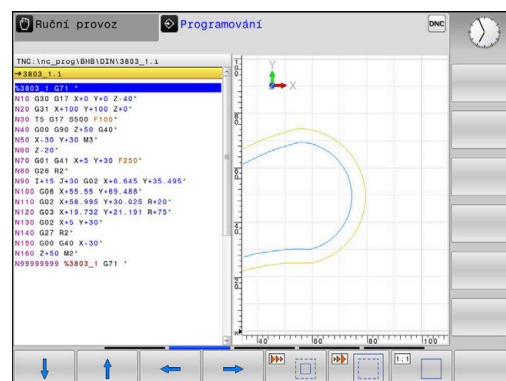 Ruční provoz
Programování
DNC
TNC:\nc_prog\BHB\DIN\3803_1.i
→3803_1.i
%3803_1 G71 *
N10 G30 G17 X+0 Y+0 Z-40*
N20 G31 X+100 Y+100 Z+0*
N30 T5 G17 S500 F100*
N40 G00 G90 Z+50 G40*
N50 X-30 Y+30 M3*
N60 Z-20*
N70 G01 G41 X+5 Y+30 F250*
N80 G26 R2*
N90 I+15 J+30 G02 X+6.645 Y+35.495*
N100 G06 X+55.55 Y+69.488*
N110 G02 X+58.995 Y+30.025 R+20*
N120 G03 X+19.732 Y+21.191 R+75*
N130 G02 X+5 Y+30*
N140 G27 R2*
N150 G00 G40 X-30*
N160 Z+50 M2*
N99999999 %3803_1 G71 *
Y
X
40
60
80
100
1:1